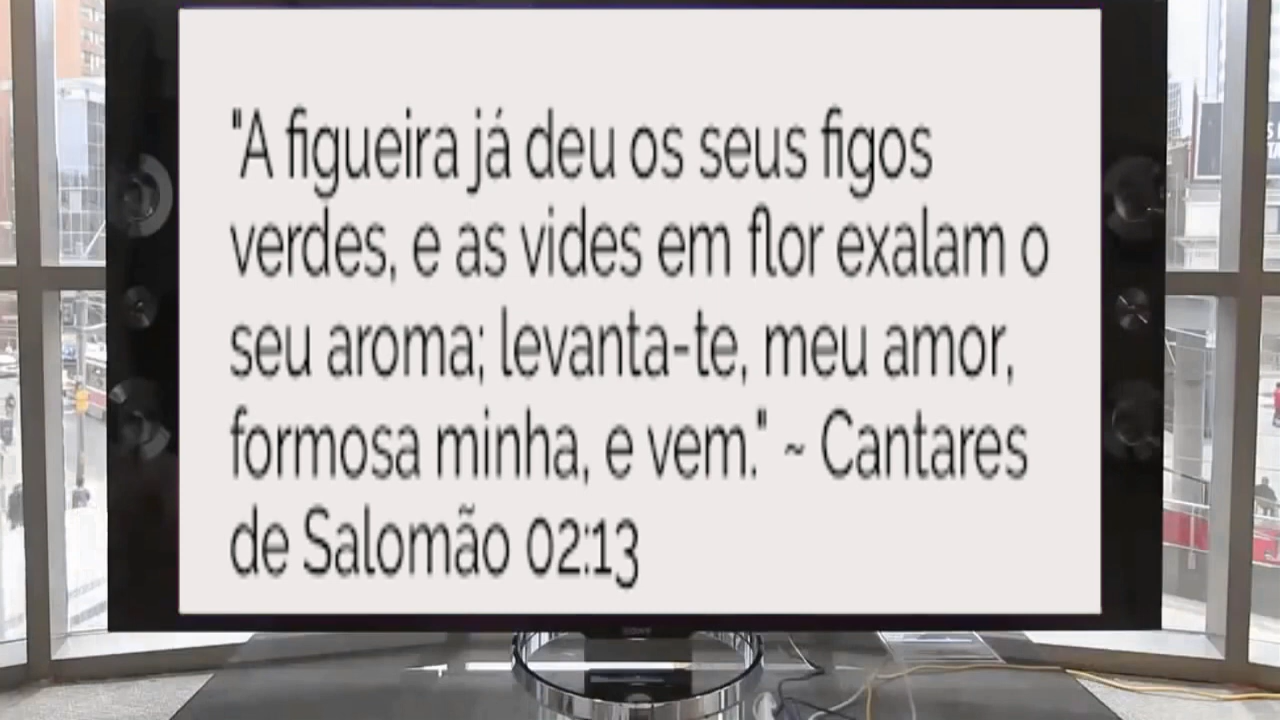 "A figueira já deu os seus figos
verdes, e as vides em flor exalam o
seu aroma; levanta-te, meu amor,
formosa minha, e vem." ~ Cantares
de Salomão 02:13
SONY